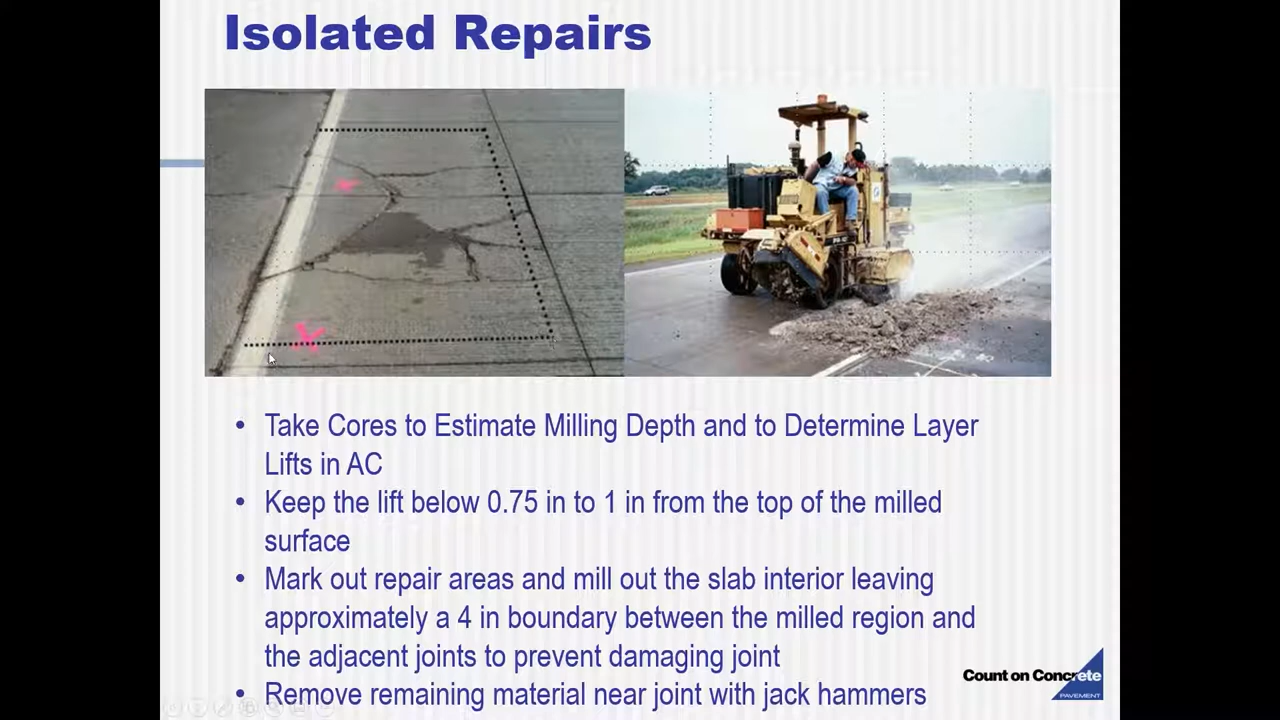 Isolated Repairs
• Take Cores to Estimate Milling Depth and to Determine Layer
Lifts in AC
• Keep the lift below 0.75 in to 1 in from the top of the milled
surface
• Mark out repair areas and mill out the slab interior leaving
approximately a 4 in boundary between the milled region and
the adjacent joints to prevent damaging joint
• Remove remaining material near joint with jack hammers
Count on Concrete
PAVEMENT